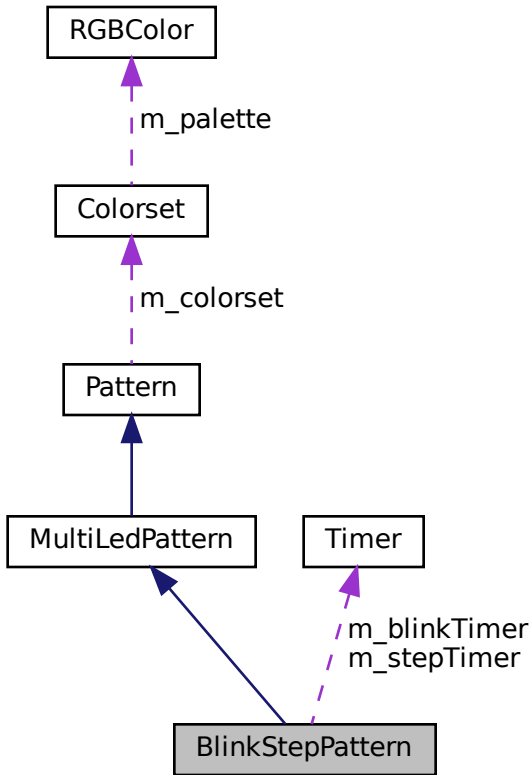 RGBColor
m_palette
Colorset
m_colorset
Pattern
MultiLedPattern
Timer
m_blinkTimer
m_stepTimer
BlinkStepPattern